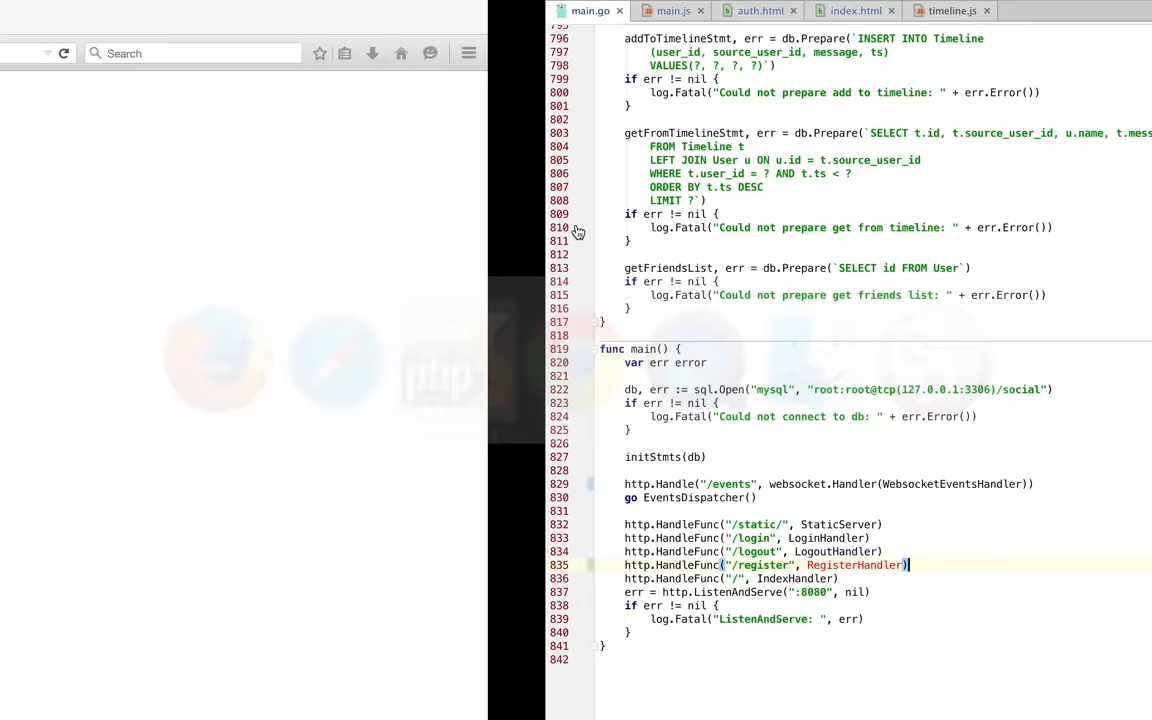 main.go
main.js
auth.html
index.html
timeline.js
Search
795
796 addToTimelineStmt, err = db.Prepare(`INSERT INTO Timeline
797 (user_id, source_user_id, message, ts)
798 VALUES(?, ?, ?, ?)`)
799 if err != nil {
800 log.Fatal("Could not prepare add to timeline: " + err.Error())
801 }
802
803 getFromTimelineStmt, err = db.Prepare(`SELECT t.id, t.source_user_id, u.name, t.mess
804 FROM Timeline t
805 LEFT JOIN User u ON u.id = t.source_user_id
806 WHERE t.user_id = ? AND t.ts < ?
807 ORDER BY t.ts DESC
808 LIMIT ?`)
809 if err != nil {
810 log.Fatal("Could not prepare get from timeline: " + err.Error())
811 }
812
813 getFriendsList, err = db.Prepare(`SELECT id FROM User`)
814 if err != nil {
815 log.Fatal("Could not prepare get friends list: " + err.Error())
816 }
817 }
818
819 func main() {
820 var err error
821
822 db, err := sql.Open("mysql", "root:root@tcp(127.0.0.1:3306)/social")
823 if err != nil {
824 log.Fatal("Could not connect to db: " + err.Error())
825 }
826
827 initStmts(db)
828
829 http.Handle("/events", websocket.Handler(WebsocketEventsHandler))
830 go EventsDispatcher()
831
832 http.HandleFunc("/static/", StaticServer)
833 http.HandleFunc("/login", LoginHandler)
834 http.HandleFunc("/logout", LogoutHandler)
835 http.HandleFunc("/register", RegisterHandler)
836 http.HandleFunc("/", IndexHandler)
837 err = http.ListenAndServe(":8080", nil)
838 if err != nil {
839 log.Fatal("ListenAndServe: ", err)
840 }
841 }
842
php